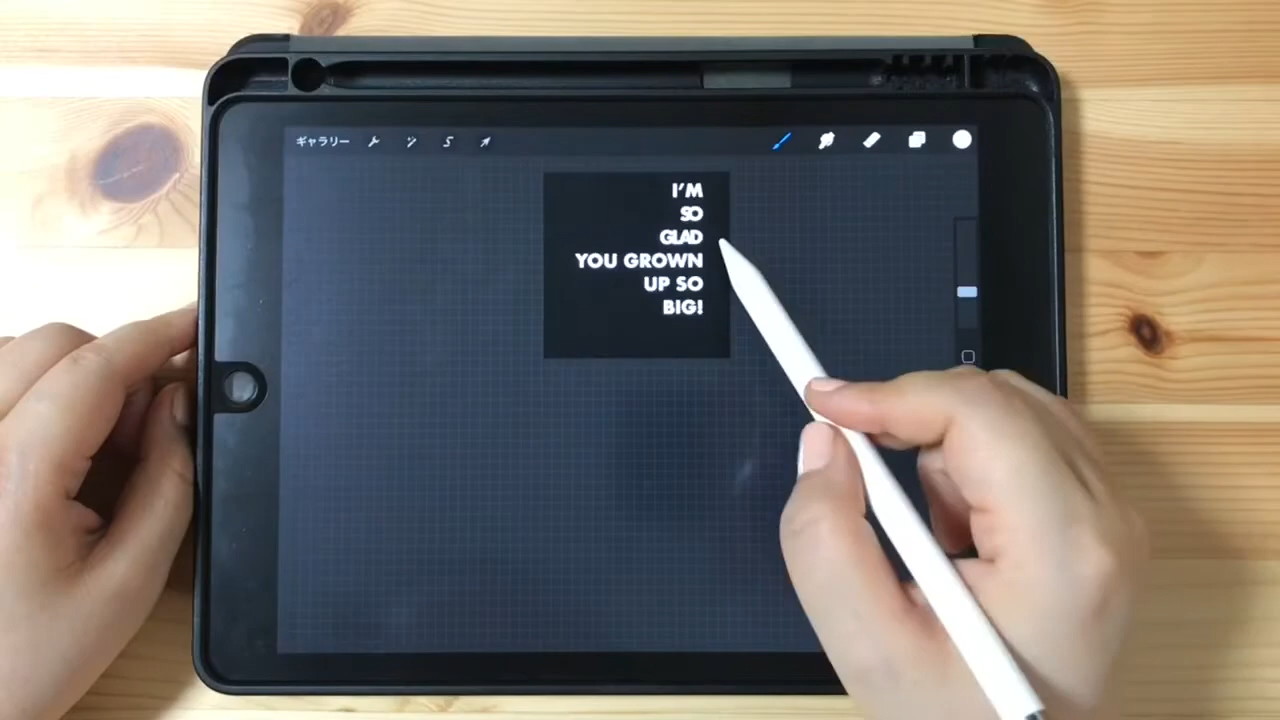 ギャラリー
I'M
SO
GLAD
YOU GROWN
UP SO
BIG!